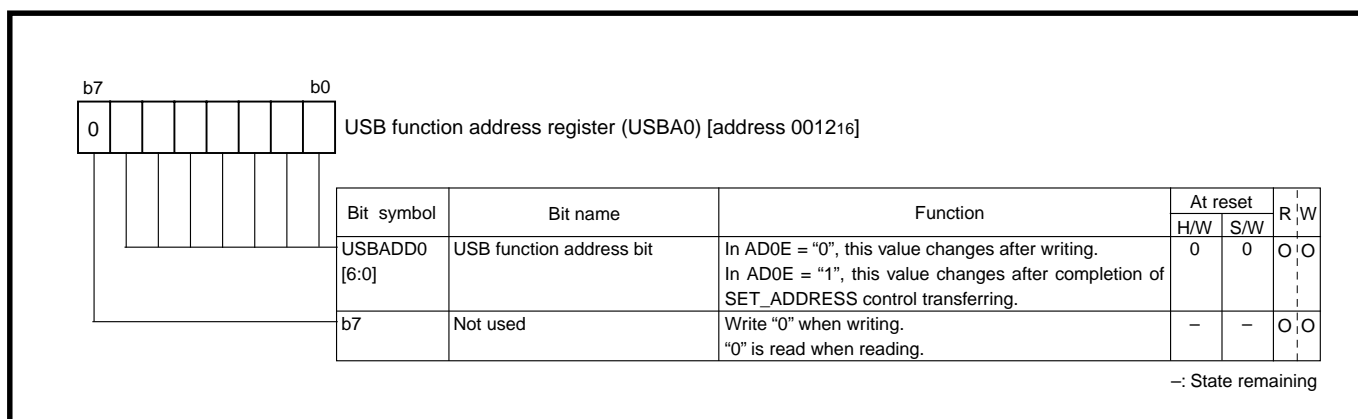 b7 b0
0
USB function address register (USBA0) [address 001216]
Bit symbol Bit name Function At reset R W
H/W S/W
USBADD0 USB function address bit In AD0E = “0”, this value changes after writing. 0 0 O O
[6:0] In AD0E = “1”, this value changes after completion of
SET_ADDRESS control transferring.
b7 Not used Write “0” when writing. – – O O
“0” is read when reading.
–: State remaining